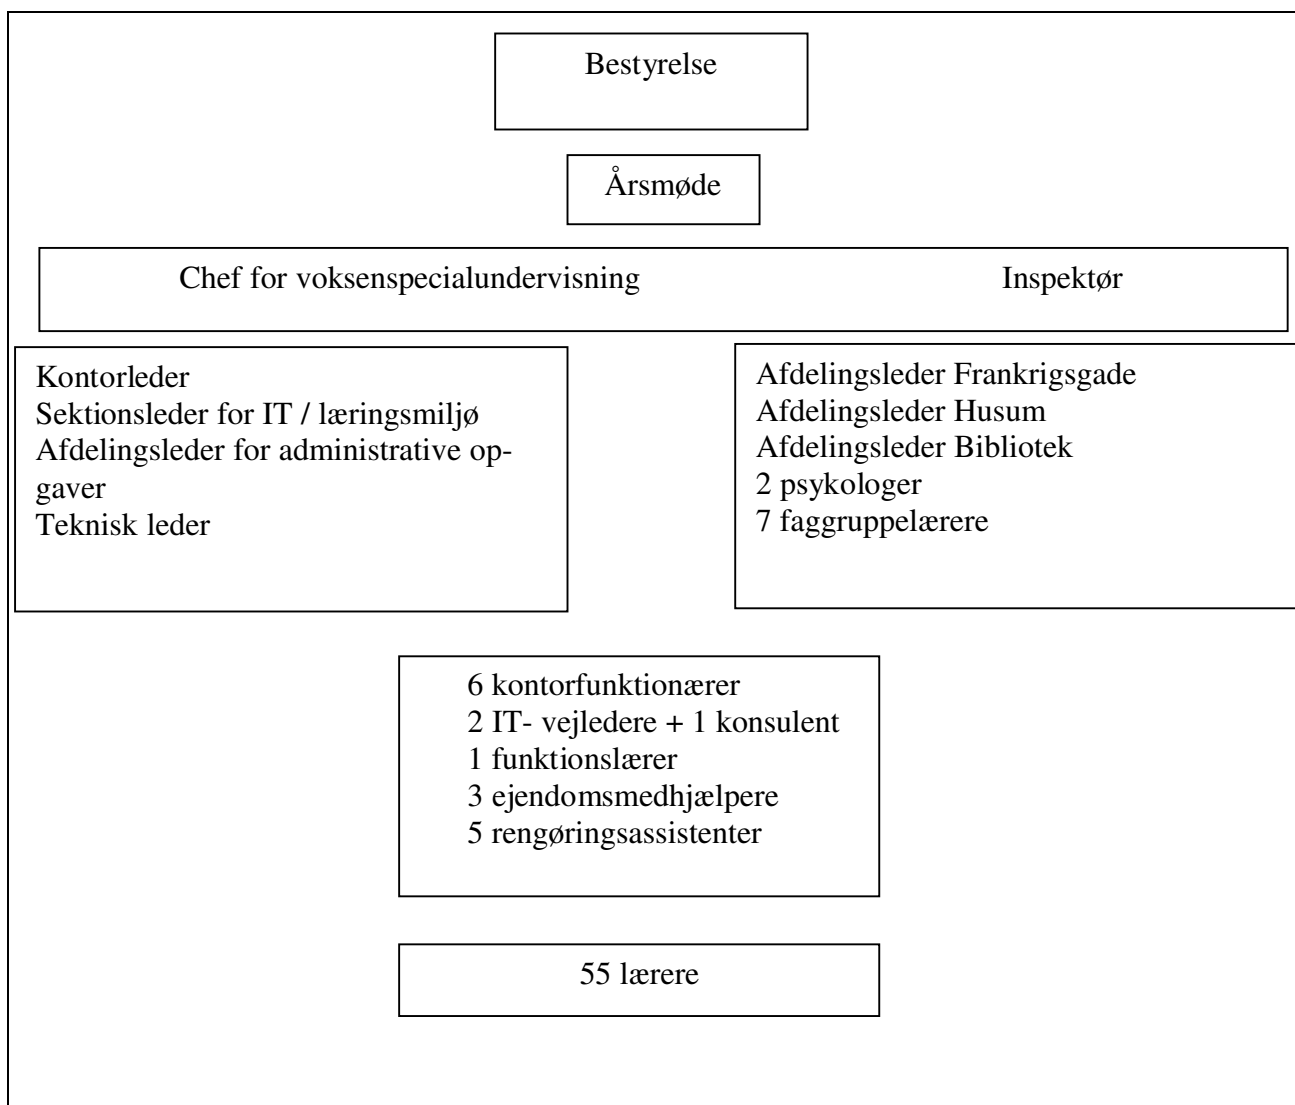 Bestyrelse
Årsmøde
Chef for voksenspecialundervisning Inspektør
Kontorleder
Sektionsleder for IT / læringsmiljø
Afdelingsleder for administrative op-
gaver
Teknisk leder
Afdelingsleder Frankrigsgade
Afdelingsleder Husum
Afdelingsleder Bibliotek
2 psykologer
7 faggruppelærere
6 kontorfunktionærer
2 IT- vejledere + 1 konsulent
1 funktionslærer
3 ejendomsmedhjælpere
5 rengøringsassistenter
55 lærere